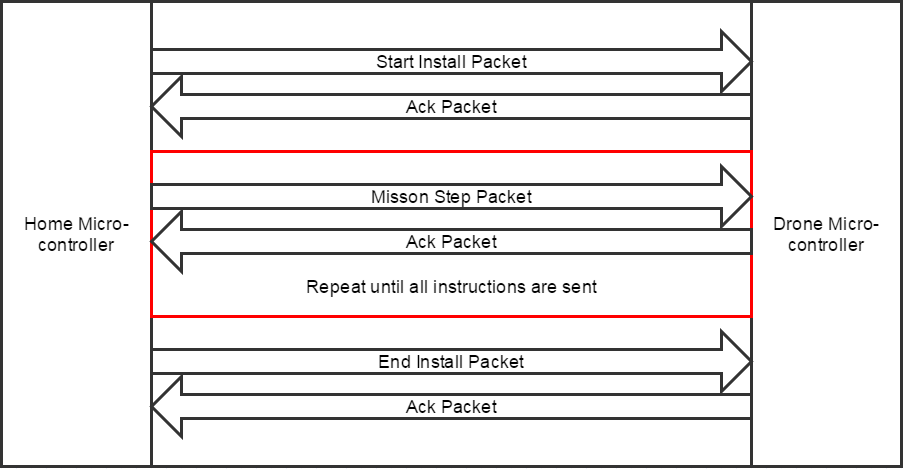 Start Install Packet
Ack Packet
Misson Step Packet
Home Micro-
controller
Drone Micro-
controller
Ack Packet
Repeat until all instructions are sent
End Install Packet
Ack Packet